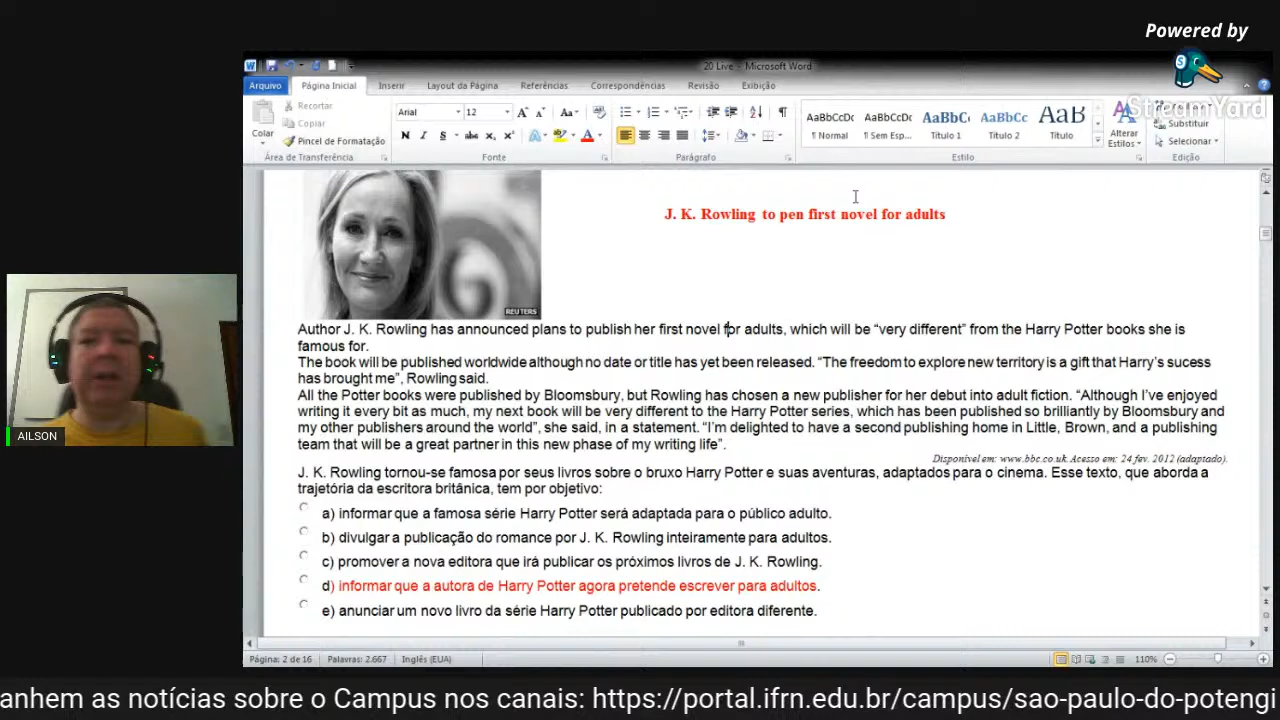 Powered by
StreamYard
20 Live - Microsoft Word
Arquivo Página Inicial Inserir Layout da Página Referências Correspondências Revisão Exibição
Colar
Recortar
Copiar
Pincel de Formatação
Área de Transferência
Arial 12
Fonte
Parágrafo
AaBbCcDc AaBbCcDc AaBbC AaBbCc AaB
¶ Normal ¶ Sem Esp... Título 1 Título 2 Título
Alterar
Estilos
Estilo
Substituir
Selecionar
Edição
J. K. Rowling to pen first novel for adults
REUTERS
Author J. K. Rowling has announced plans to publish her first novel for adults, which will be “very different” from the Harry Potter books she is
famous for.
The book will be published worldwide although no date or title has yet been released. “The freedom to explore new territory is a gift that Harry’s sucess
has brought me”, Rowling said.
All the Potter books were published by Bloomsbury, but Rowling has chosen a new publisher for her debut into adult fiction. “Although I’ve enjoyed
writing it every bit as much, my next book will be very different to the Harry Potter series, which has been published so brilliantly by Bloomsbury and
my other publishers around the world”, she said, in a statement. “I’m delighted to have a second publishing home in Little, Brown, and a publishing
team that will be a great partner in this new phase of my writing life”.
Disponível em: www.bbc.co.uk. Acesso em: 24 fev. 2012 (adaptado).
J. K. Rowling tornou-se famosa por seus livros sobre o bruxo Harry Potter e suas aventuras, adaptados para o cinema. Esse texto, que aborda a
trajetória da escritora britânica, tem por objetivo:
a) informar que a famosa série Harry Potter será adaptada para o público adulto.
b) divulgar a publicação do romance por J. K. Rowling inteiramente para adultos.
c) promover a nova editora que irá publicar os próximos livros de J. K. Rowling.
d) informar que a autora de Harry Potter agora pretende escrever para adultos.
e) anunciar um novo livro da série Harry Potter publicado por editora diferente.
AILSON
Página: 2 de 16 Palavras: 2.667 Inglês (EUA) 110%
anhem as notícias sobre o Campus nos canais: https://portal.ifrn.edu.br/campus/sao-paulo-do-potengi